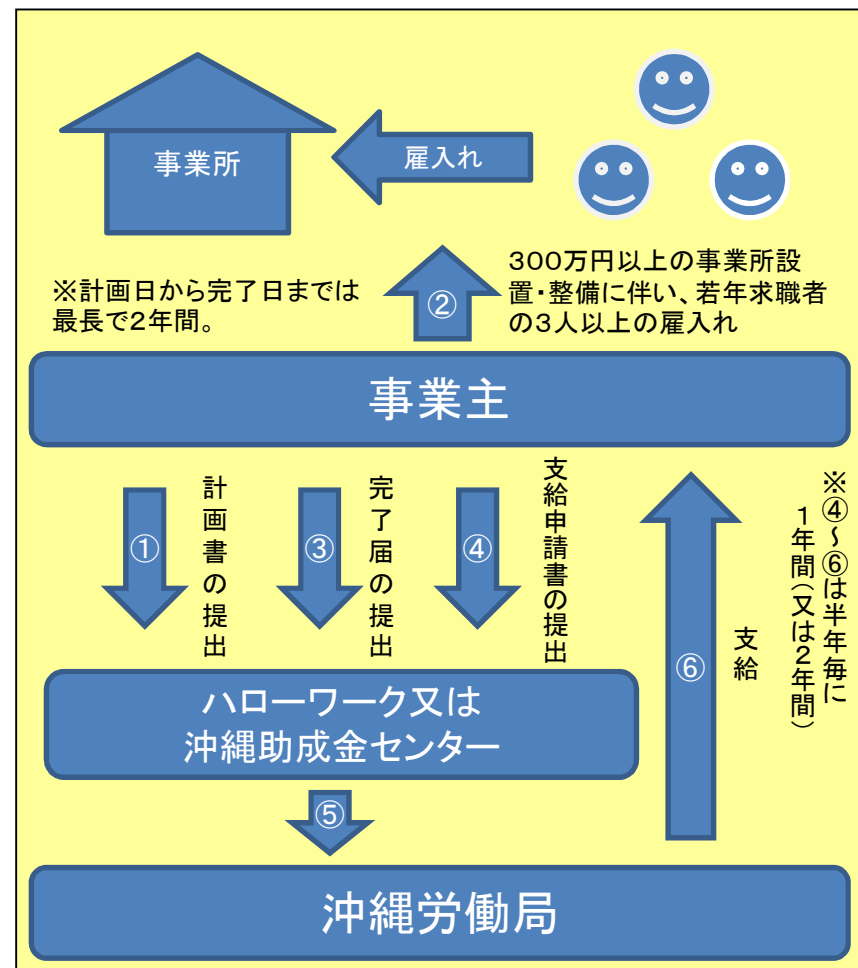 事業所
雇入れ
※計画日から完了日までは
最長で2年間。
②
300万円以上の事業所設
置・整備に伴い、若年求職者
の3人以上の雇入れ
事業主
①
計画書の提出
③
完了届の提出
④
支給申請書の提出
⑥
支給
※④~⑥は半年毎に
1年間(又は2年間)
ハローワーク又は
沖縄助成金センター
⑤
沖縄労働局